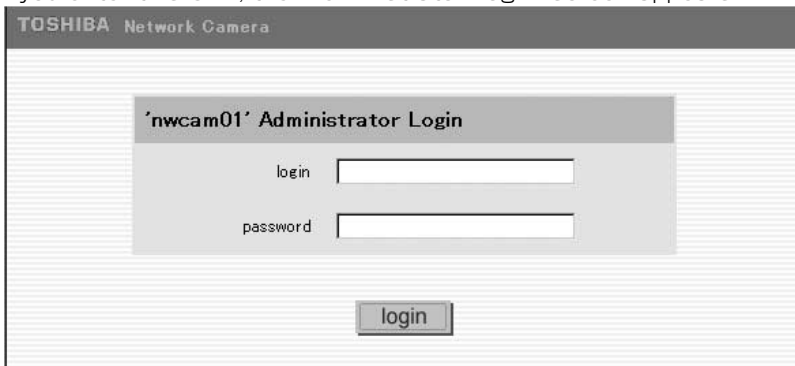 TOSHIBA Network Camera
'nwcam01' Administrator Login
login
password
login